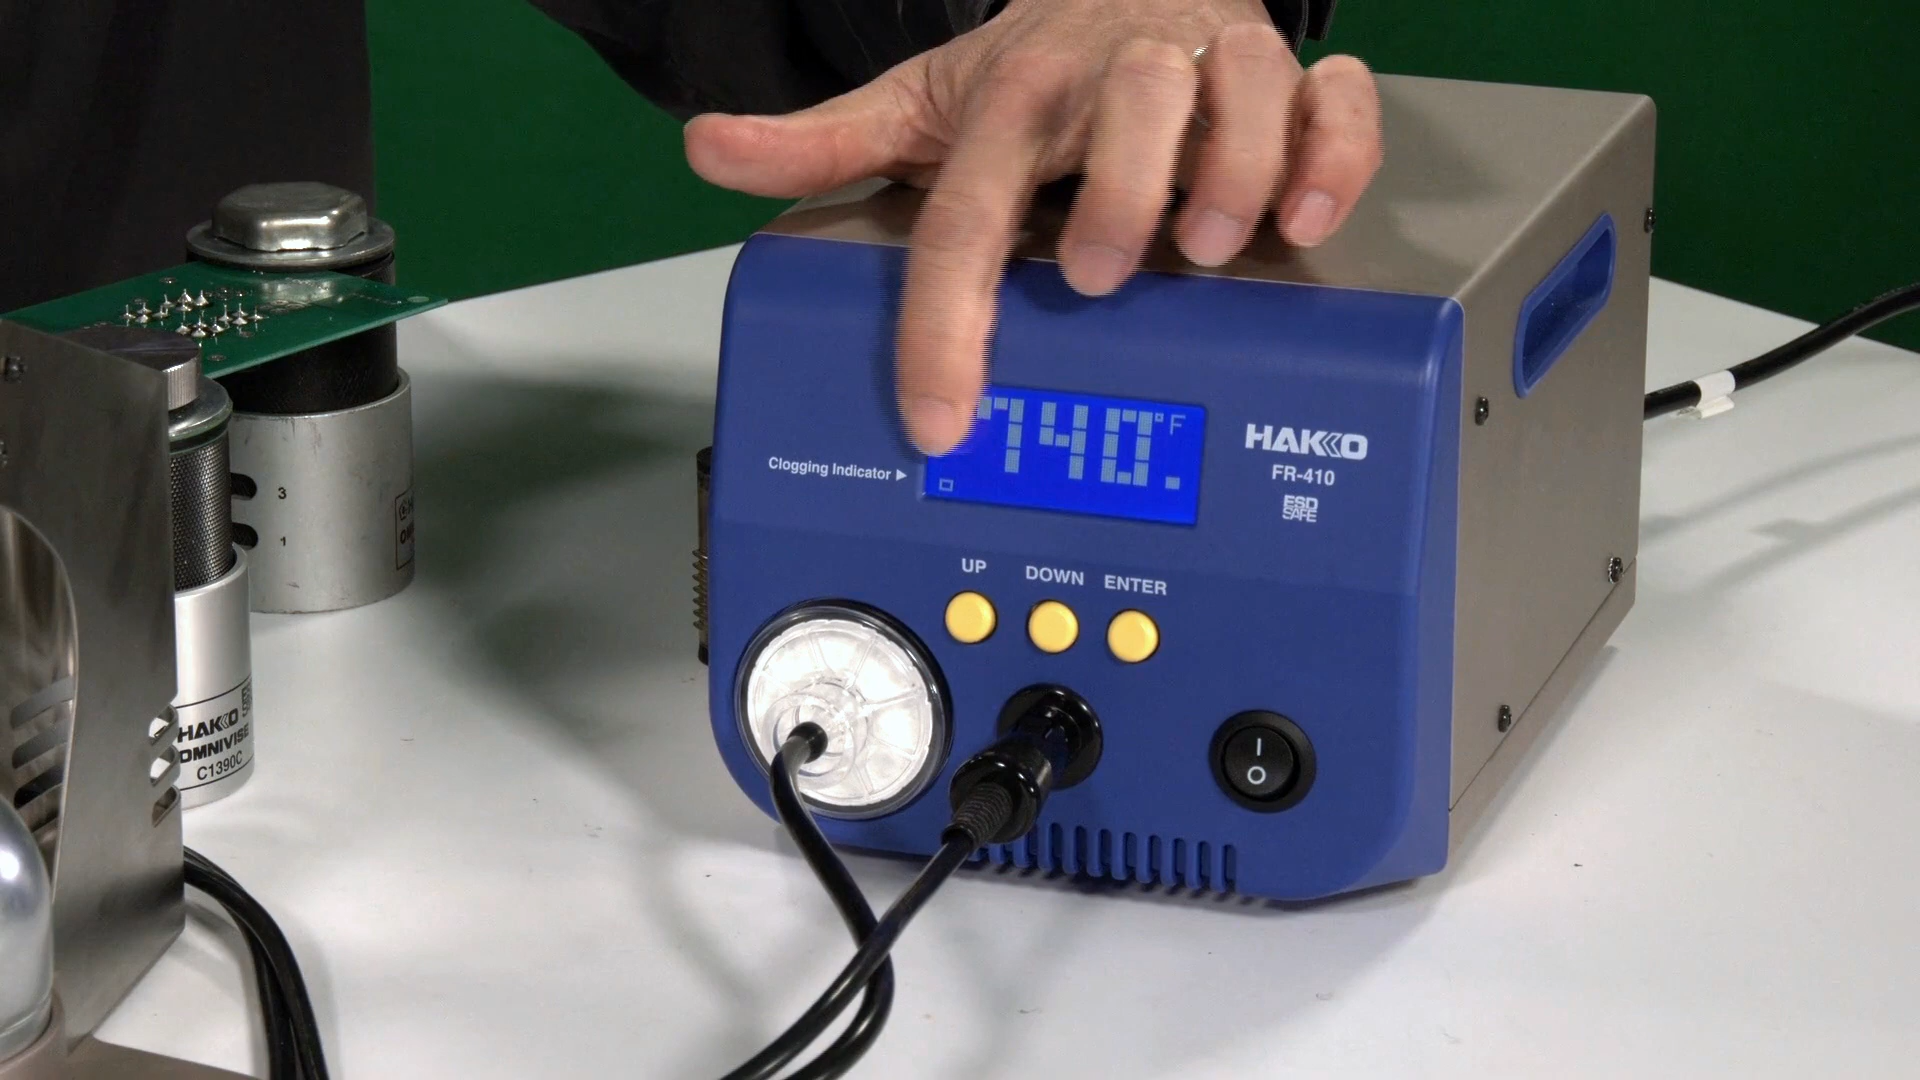 740.°F
Clogging Indicator ▶
HAKKO
FR-410
ESD
SAFE
UP DOWN ENTER
I
O
3
1
HAKKO
OMNIVISE
C1390C